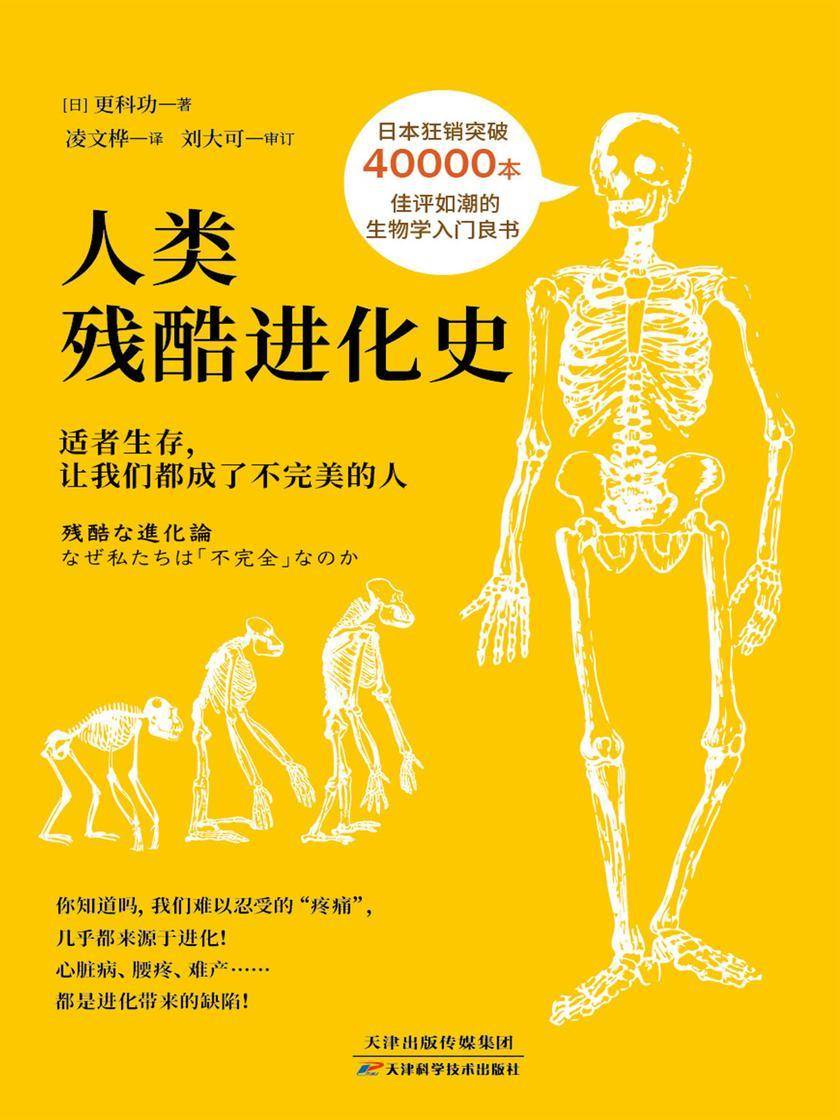 [日]更科功—著
凌文桦—译 刘大可—审订
日本狂销突破
40000本
佳评如潮的
生物学入门良书
人类
残酷进化史
适者生存,
让我们都成了不完美的人
残酷な進化論
なぜ私たちは「不完全」なのか
你知道吗, 我们难以忍受的“疼痛”,
几乎都来源于进化!
心脏病、腰疼、难产……
都是进化带来的缺陷!
天津出版传媒集团
天津科学技术出版社